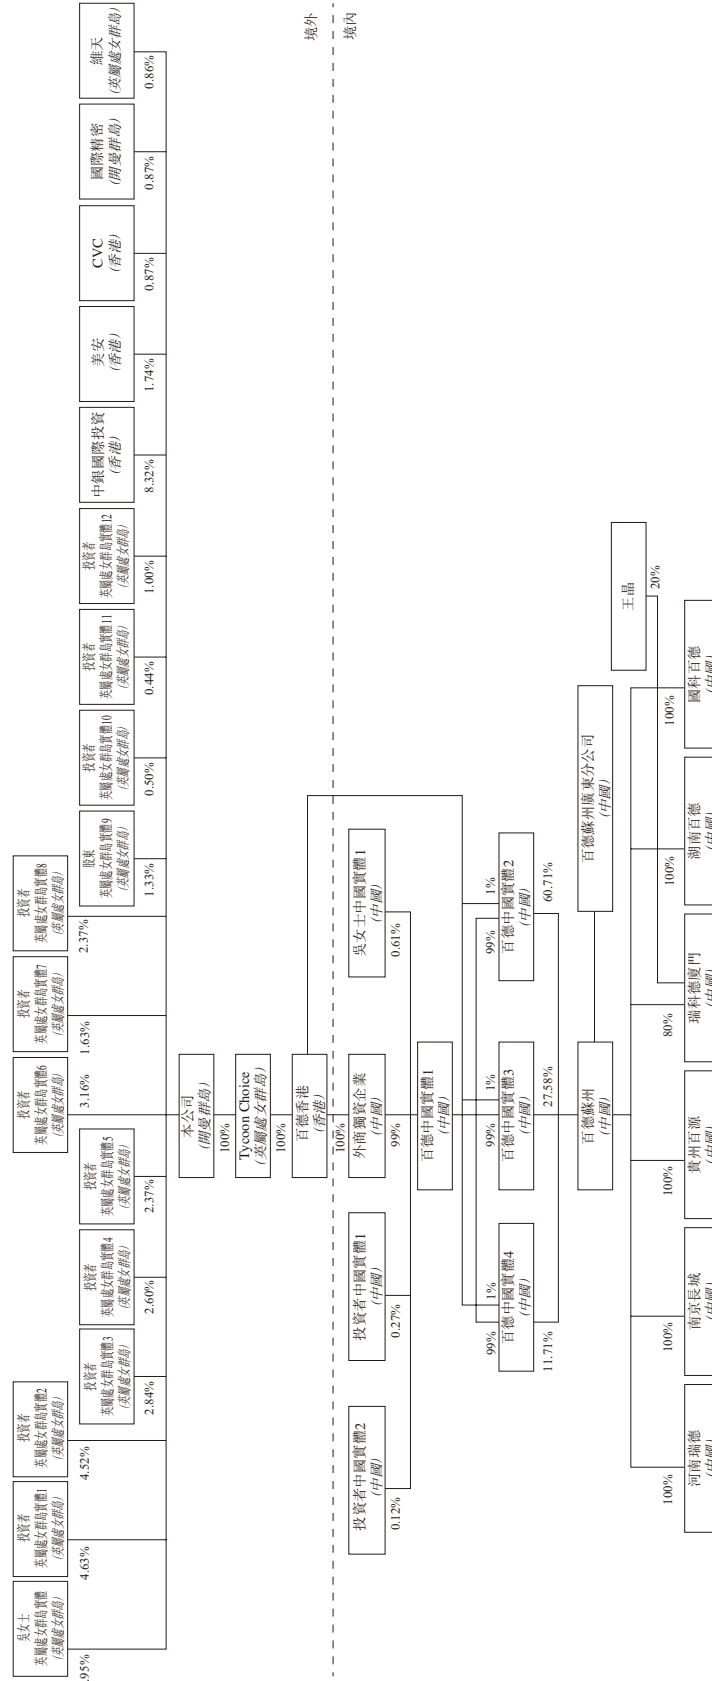 吳女士
英屬處女群島實體
(英屬處女群島)
.95%
投資者
英屬處女群島實體1
(英屬處女群島)
4.63%
投資者
英屬處女群島實體2
(英屬處女群島)
4.52%
投資者
英屬處女群島實體3
(英屬處女群島)
2.84%
投資者
英屬處女群島實體4
(英屬處女群島)
2.60%
投資者
英屬處女群島實體5
(英屬處女群島)
2.37%
投資者
英屬處女群島實體6
(英屬處女群島)
3.16%
投資者
英屬處女群島實體7
(英屬處女群島)
1.63%
投資者
英屬處女群島實體8
(英屬處女群島)
2.37%
股東
英屬處女群島實體9
(英屬處女群島)
1.33%
投資者
英屬處女群島實體10
(英屬處女群島)
0.50%
投資者
英屬處女群島實體11
(英屬處女群島)
0.44%
投資者
英屬處女群島實體12
(英屬處女群島)
1.00%
中銀國際投資
(香港)
8.32%
美安
(香港)
1.74%
CVC
(香港)
0.87%
國際精密
(開曼群島)
0.87%
維天
(英屬處女群島)
0.86%
本公司
(開曼群島)
100%
Tycoon Choice
(英屬處女群島)
100%
百德香港
(香港)
境外
境內
100%
投資者中國實體2
(中國)
0.12%
投資者中國實體1
(中國)
0.27%
外商獨資企業
(中國)
99%
吳女士中國實體1
(中國)
0.61%
百德中國實體1
(中國)
99%
1%
百德中國實體4
(中國)
11.71%
99%
1%
百德中國實體3
(中國)
27.58%
99%
1%
百德中國實體2
(中國)
60.71%
百德蘇州
(中國)
百德蘇州廣東分公司
(中國)
王晶
20%
100%
河南瑞德
(中國)
100%
南京長城
(中國)
100%
貴州百源
(中國)
80%
瑞科德廈門
(中國)
100%
湖南百德
(中國)
100%
國科百德
(中國)